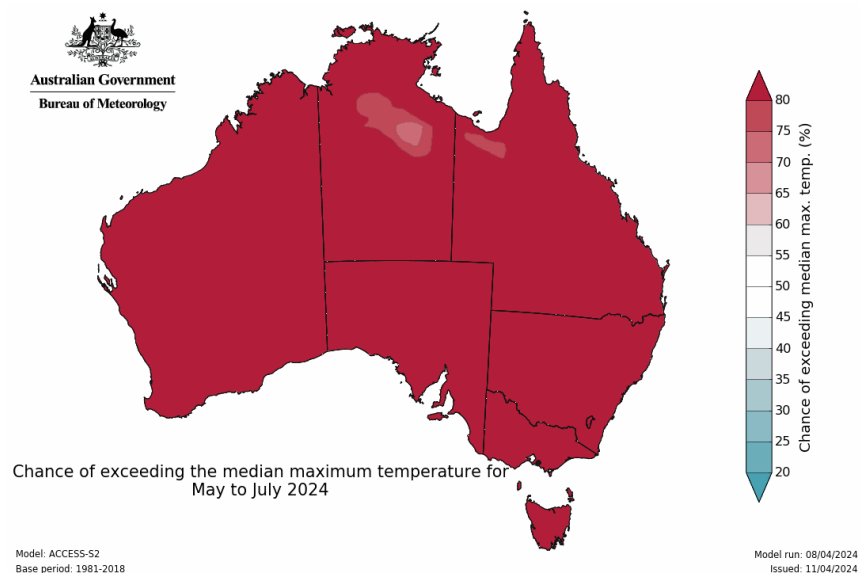 Australian Government
Bureau of Meteorology
80
75
70
65
60
55
50
45
40
35
30
25
20
Chance of exceeding median max. temp. (%)
Chance of exceeding the median maximum temperature for
May to July 2024
Model: ACCESS-S2
Base period: 1981-2018
Model run: 08/04/2024
Issued: 11/04/2024